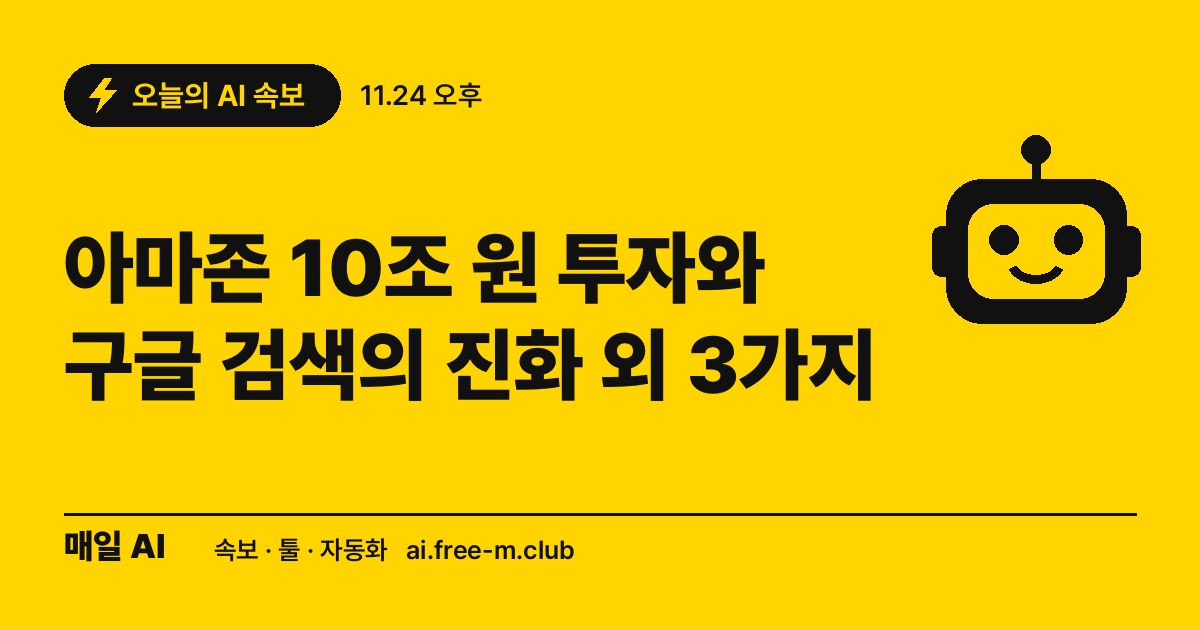 오늘의 AI 속보 11.24 오후
아마존 10조 원 투자와
구글 검색의 진화 외 3가지
매일 AI 속보 · 툴 · 자동화 ai.free-m.club